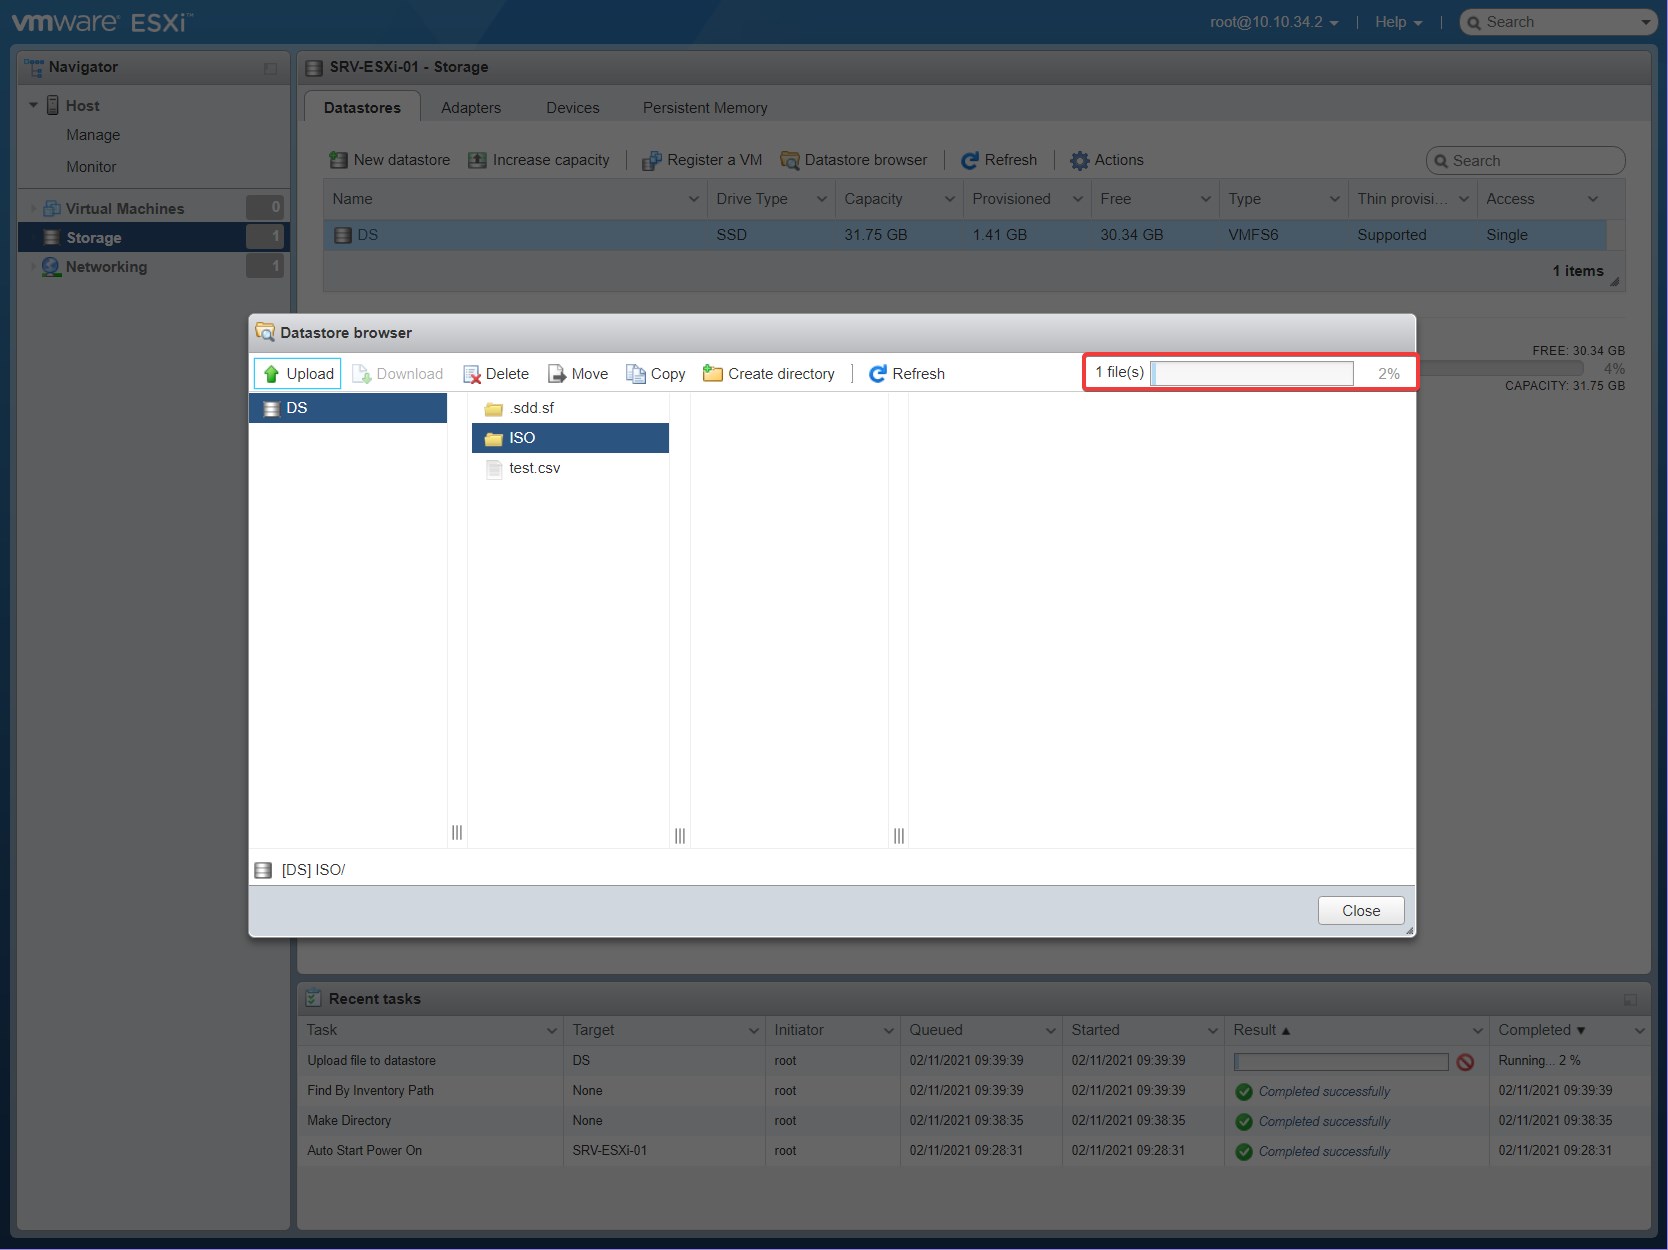 vmware® ESXi™
root@10.10.34.2 | Help | Search
Navigator
Host
Manage
Monitor
Virtual Machines 0
Storage 1
Networking 1
SRV-ESXi-01 - Storage
Datastores Adapters Devices Persistent Memory
New datastore Increase capacity | Register a VM Datastore browser | Refresh | Actions Search
Name Drive Type Capacity Provisioned Free Type Thin provisi... Access
DS SSD 31.75 GB 1.41 GB 30.34 GB VMFS6 Supported Single
1 items
FREE: 30.34 GB
4%
CAPACITY: 31.75 GB
Datastore browser
Upload Download Delete Move Copy Create directory | Refresh 1 file(s) 2%
DS
.sdd.sf
ISO
test.csv
[DS] ISO/
Close
Recent tasks
Task Target Initiator Queued Started Result ▲ Completed ▼
Upload file to datastore DS root 02/11/2021 09:39:39 02/11/2021 09:39:39 Running... 2 %
Find By Inventory Path None root 02/11/2021 09:39:39 02/11/2021 09:39:39 Completed successfully 02/11/2021 09:39:39
Make Directory None root 02/11/2021 09:38:35 02/11/2021 09:38:35 Completed successfully 02/11/2021 09:38:35
Auto Start Power On SRV-ESXi-01 root 02/11/2021 09:28:31 02/11/2021 09:28:31 Completed successfully 02/11/2021 09:28:31